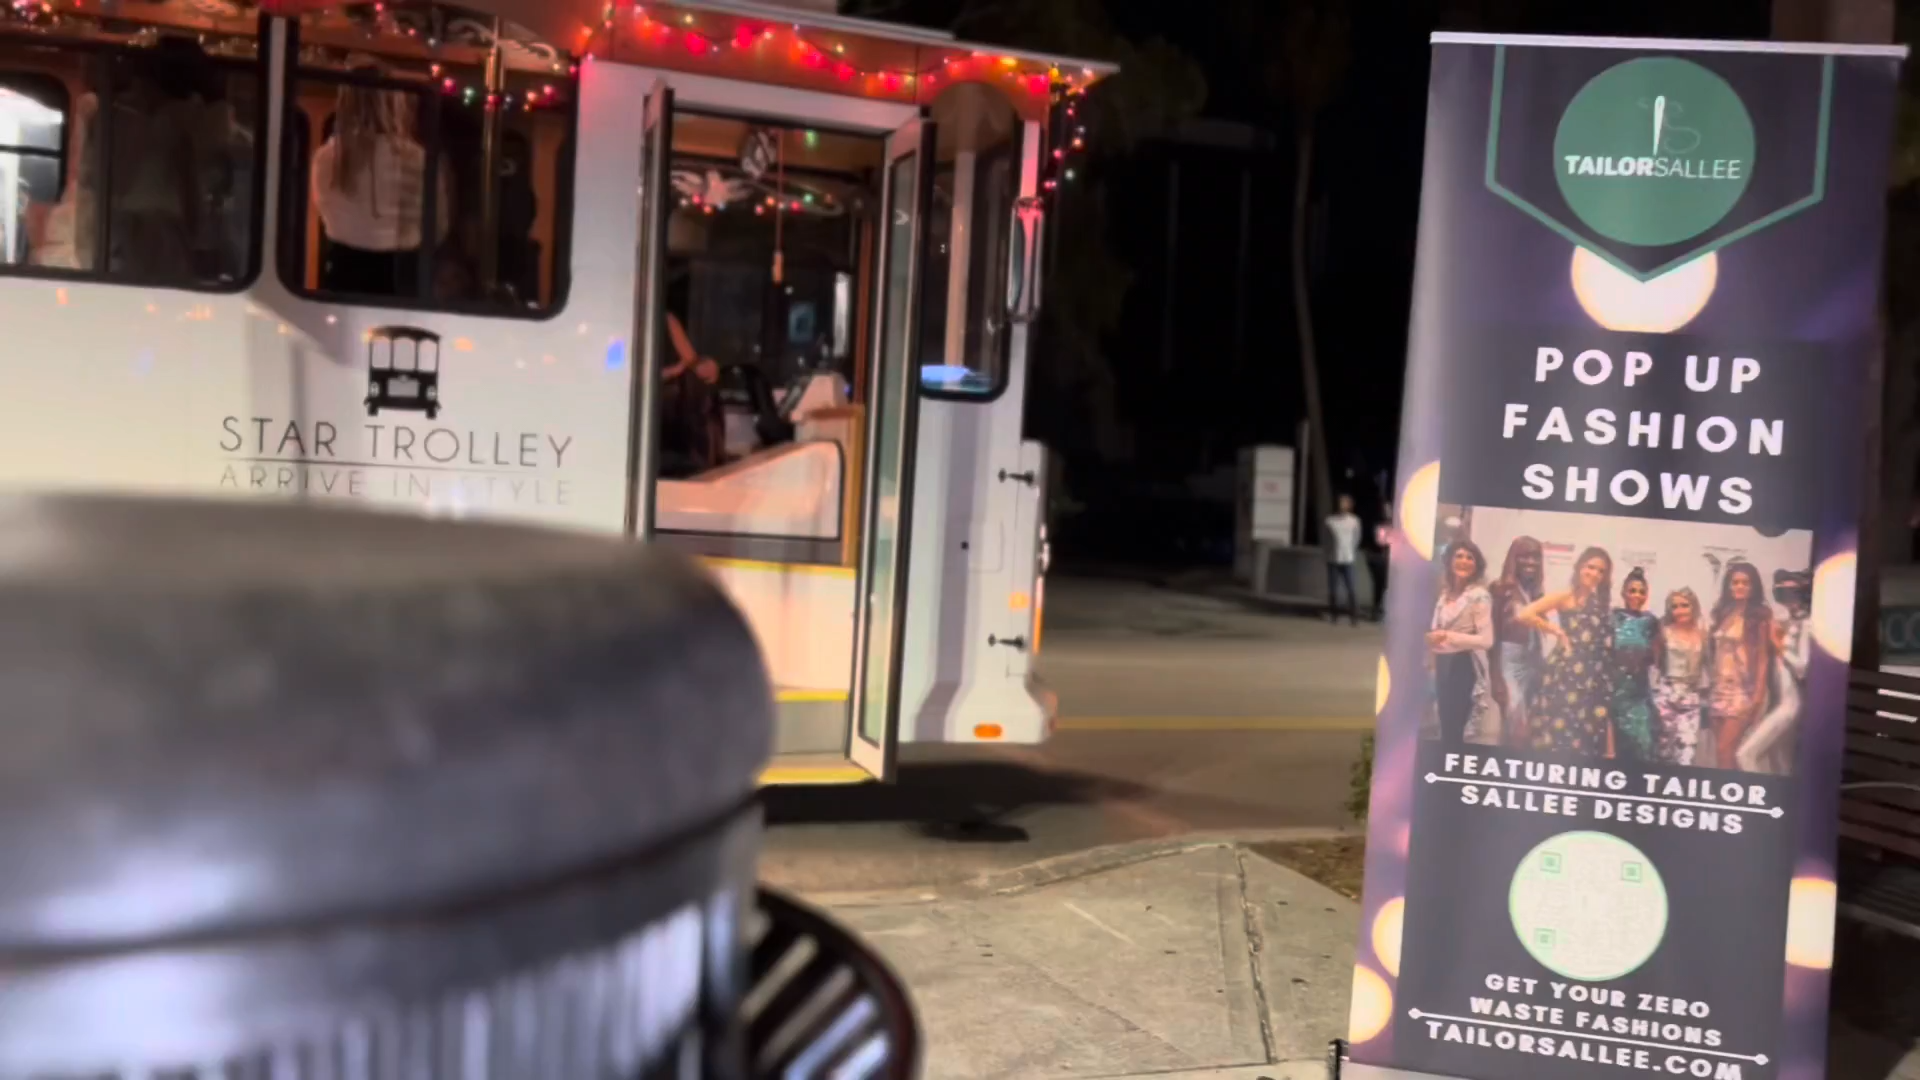 STAR TROLLEY
ARRIVE IN STYLE
TAILORSALLEE
POP UP
FASHION
SHOWS
FEATURING TAILOR
SALLEE DESIGNS
GET YOUR ZERO
WASTE FASHIONS
TAILORSALLEE.COM